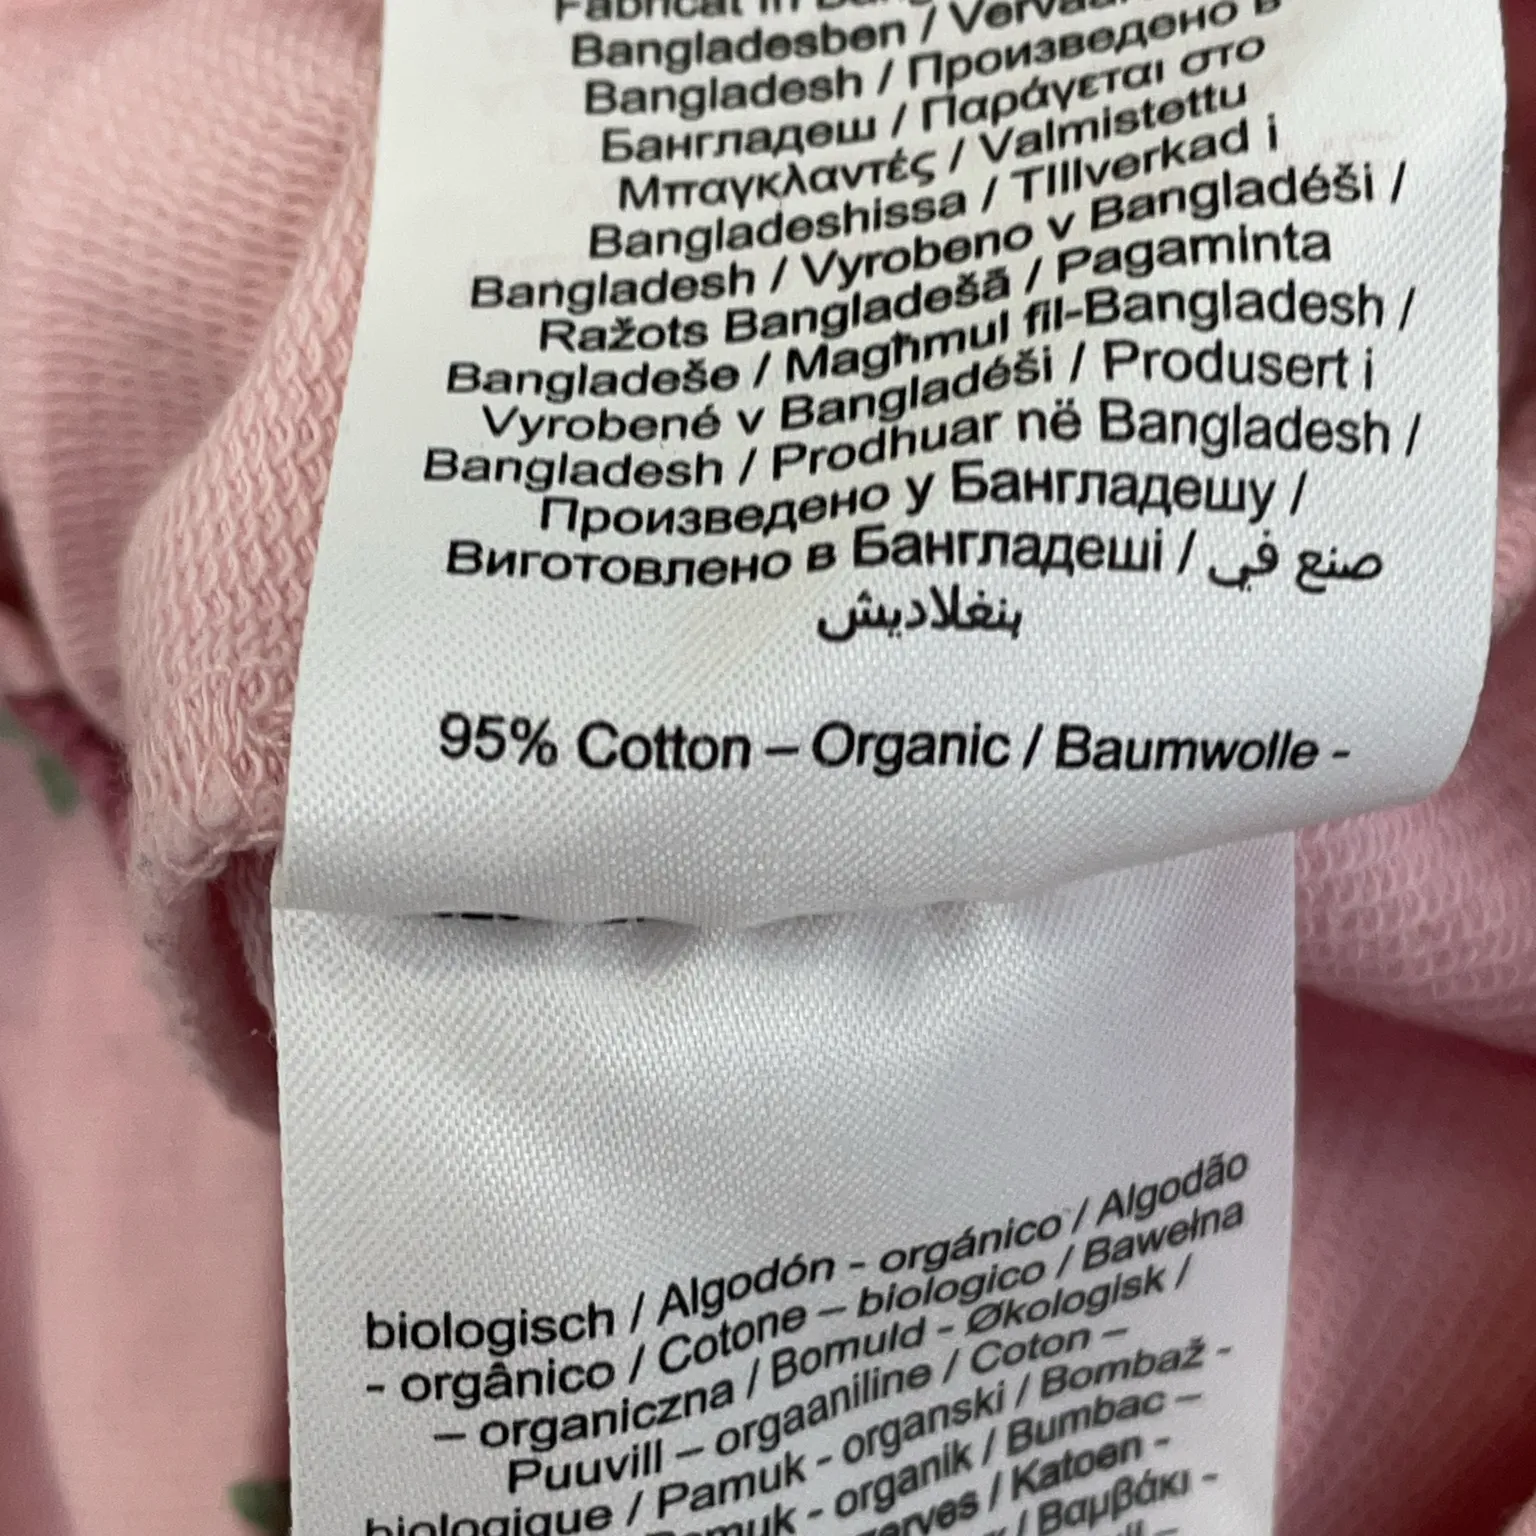 Fabricat în
Bangladesben /
Bangladesh / Произведено в
Бангладеш / Παράγεται στο
Μπαγκλαντές / Valmistettu
Bangladeshissa / TIllverkad i
Bangladesh / Vyrobeno v Bangladéši /
Ražots Bangladešā / Pagaminta
Bangladeše / Magħmul fil-Bangladesh /
Vyrobené v Bangladéši / Produsert i
Bangladesh / Prodhuar në Bangladesh /
Произведено у Бангладешу /
Виготовлено в Бангладеші / صنع في
بنغلاديش
95% Cotton – Organic / Baumwolle -
biologisch / Algodón - orgánico / Algodão
- orgânico / Cotone – biologico / Bawełna
– organiczna / Bomuld - Økologisk /
Puuvill – orgaaniline / Coton –
biologique / Pamuk - organski / Bombaž -
- organik / Bumbac –
/ Katoen -
/ Βαμβάκι -